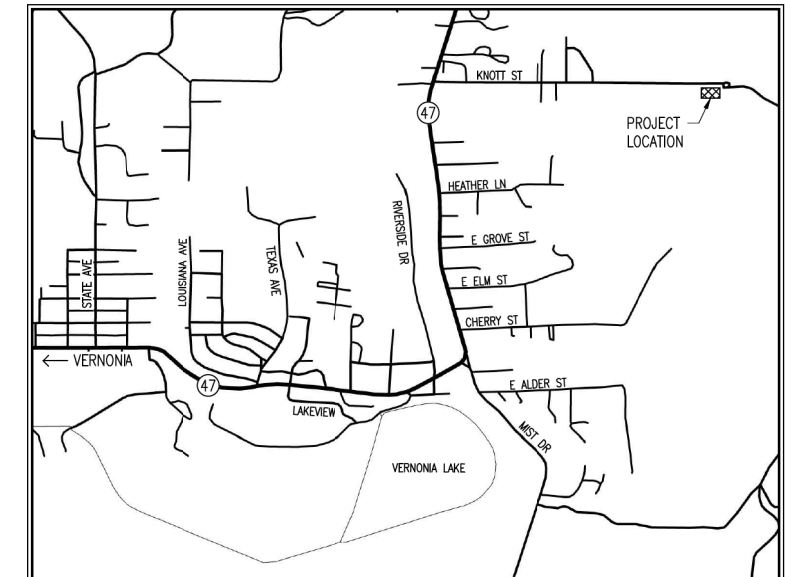 KNOTT ST
47
PROJECT
LOCATION
HEATHER LN
RIVERSIDE DR
E GROVE ST
STATE AVE
LOUISIANA AVE
TEXAS AVE
E ELM ST
CHERRY ST
VERNONIA
47
E ALDER ST
LAKEVIEW
MIST DR
VERNONIA LAKE